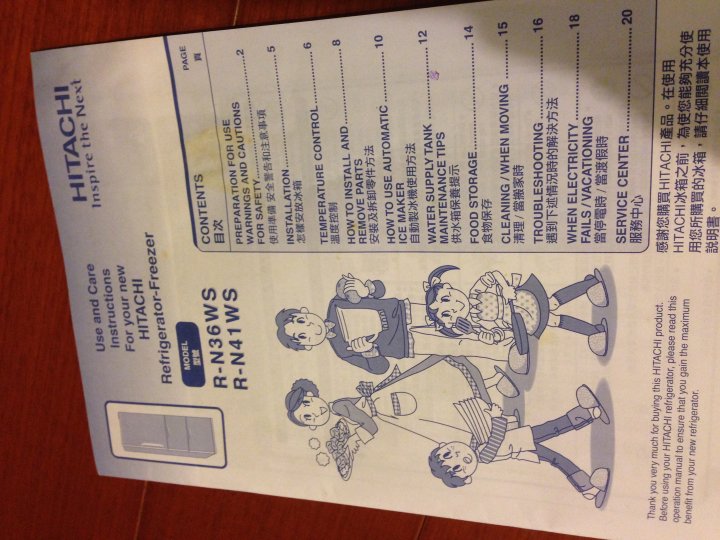 HITACHI
Inspire the Next
Use and Care
Instructions
For your new
HITACHI
Refrigerator-Freezer
MODEL
型號
R-N36WS
R-N41WS
CONTENTS
目次
PAGE
頁
PREPARATION FOR USE
WARNINGS AND CAUTIONS ..........2
FOR SAFETY ..........5
使用準備 安全警告和注意事項
INSTALLATION ..........6
怎樣安放冰箱
TEMPERATURE CONTROL ..........8
溫度控制
HOW TO INSTALL AND
REMOVE PARTS ..........10
安裝及拆卸零件方法
HOW TO USE AUTOMATIC
ICE MAKER ..........12
自動製冰機使用方法
WATER SUPPLY TANK
MAINTENANCE TIPS
供水箱保養提示
FOOD STORAGE ..........14
食物保存
CLEANING / WHEN MOVING ..........15
清理 / 當搬家時
TROUBLESHOOTING ..........16
遇到下述情況時的解決方法
WHEN ELECTRICITY
FAILS / VACATIONING ..........18
當停電時 / 當渡假時
SERVICE CENTER ..........20
服務中心
Thank you very much for buying this HITACHI product.
Before using your HITACHI refrigerator, please read this
operation manual to ensure that you gain the maximum
benefit from your new refrigerator.
感謝您購買HITACHI產品。在使用
HITACHI冰箱之前，為使您能夠充分使
用您所購買的冰箱，請仔細閱讀本使用
說明書。